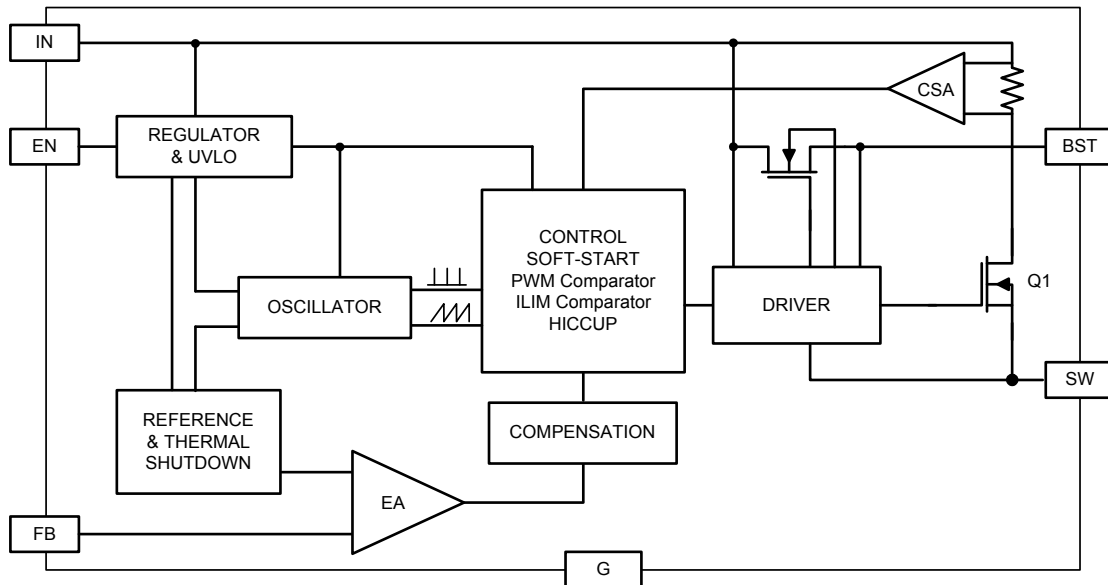 IN
CSA
EN
REGULATOR
& UVLO
BST
CONTROL
SOFT-START
PWM Comparator
ILIM Comparator
HICCUP
OSCILLATOR
DRIVER
Q1
SW
REFERENCE
& THERMAL
SHUTDOWN
COMPENSATION
EA
FB
G